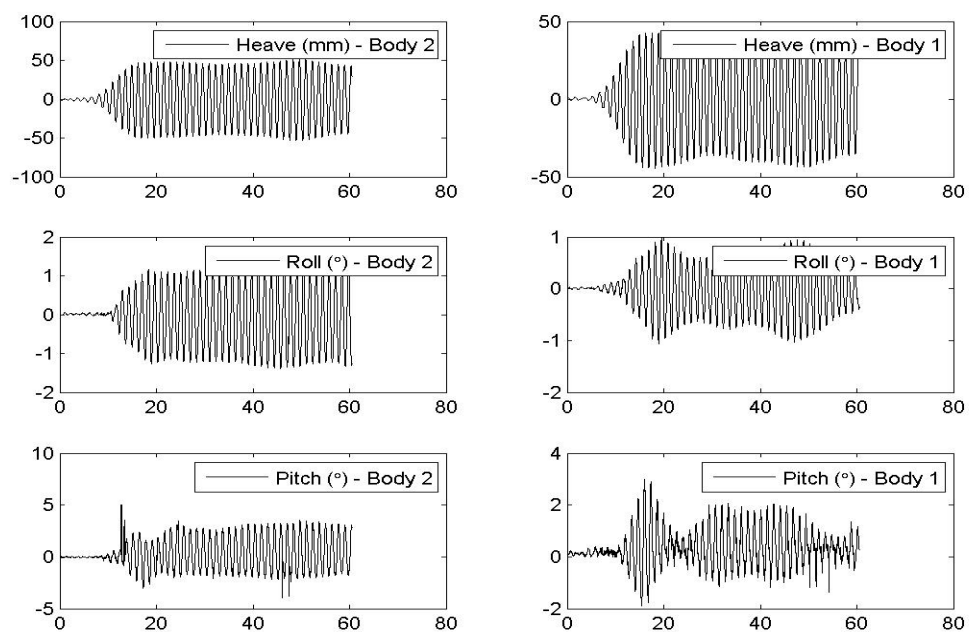 100
50
0
-50
-100
Heave (mm) - Body 2
0 20 40 60 80
50
0
-50
Heave (mm) - Body 1
0 20 40 60 80
2
1
0
-1
-2
Roll (°) - Body 2
0 20 40 60 80
1
0
-1
-2
Roll (°) - Body 1
0 20 40 60 80
10
5
0
-5
Pitch (°) - Body 2
0 20 40 60 80
4
2
0
-2
Pitch (°) - Body 1
0 20 40 60 80